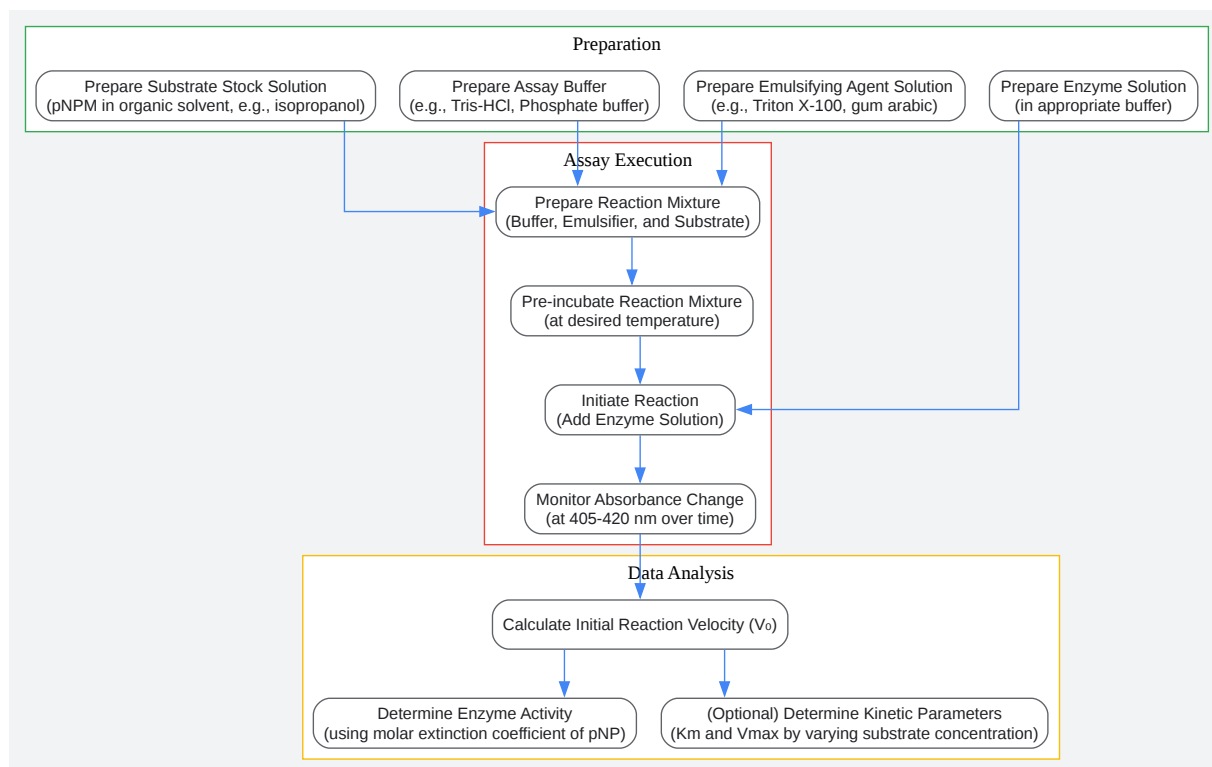 Preparation
Prepare Substrate Stock Solution
(pNPM in organic solvent, e.g., isopropanol)
Prepare Assay Buffer
(e.g., Tris-HCl, Phosphate buffer)
Prepare Emulsifying Agent Solution
(e.g., Triton X-100, gum arabic)
Prepare Enzyme Solution
(in appropriate buffer)
Assay Execution
Prepare Reaction Mixture
(Buffer, Emulsifier, and Substrate)
Pre-incubate Reaction Mixture
(at desired temperature)
Initiate Reaction
(Add Enzyme Solution)
Monitor Absorbance Change
(at 405-420 nm over time)
Data Analysis
Calculate Initial Reaction Velocity (V₀)
Determine Enzyme Activity
(using molar extinction coefficient of pNP)
(Optional) Determine Kinetic Parameters
(Km and Vmax by varying substrate concentration)